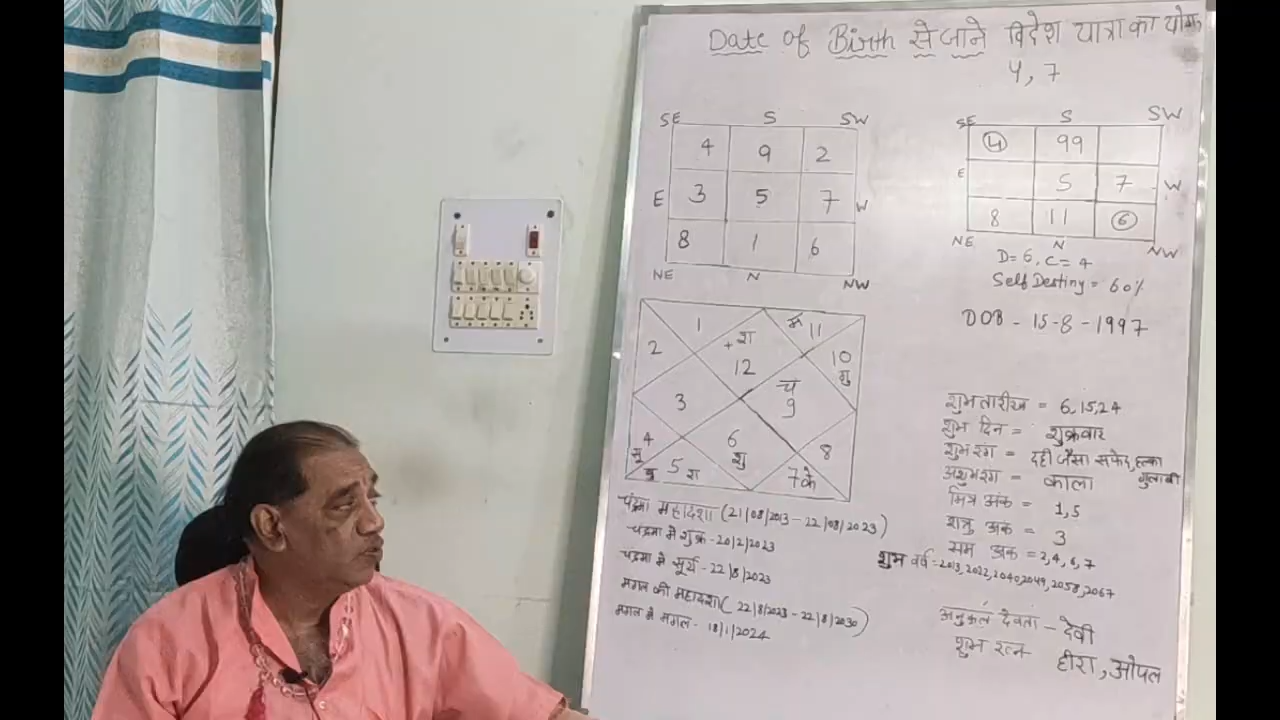 Date of Birth से जाने विदेश यात्रा का योग
4, 7
SE S SW
4 9 2
E 3 5 7 W
8 1 6
NE N NW
SE S SW
4 99
E 5 7 W
8 11 6
NE N NW
D=6, C=4
Self Destiny = 60%
DOB - 15-8-1997
1 + श 12
मं 11
2
10 गु
3
चं 9
4 सू बु
6 शु
8
5 रा
7 के
चंद्रमा महादशा (21/08/2013 - 22/08/2023)
चंद्रमा मे शुक्र - 20/2/2023
चंद्रमा मे सूर्य - 22/8/2023
मंगल की महादशा (22/8/2023 - 22/8/2030)
मंगल मे मंगल - 18/1/2024
शुभ तारीख = 6, 15, 24
शुभ दिन = शुक्रवार
शुभ रंग = दही जैसा सफेद, हल्का गुलाबी
अशुभ रंग = काला
मित्र अंक = 1, 5
शत्रु अंक = 3
सम अंक = 2, 4, 6, 7
शुभ वर्ष - 2013, 2022, 2040, 2049, 2058, 2067
अनुकूल देवता - देवी
शुभ रत्न - हीरा, ओपल